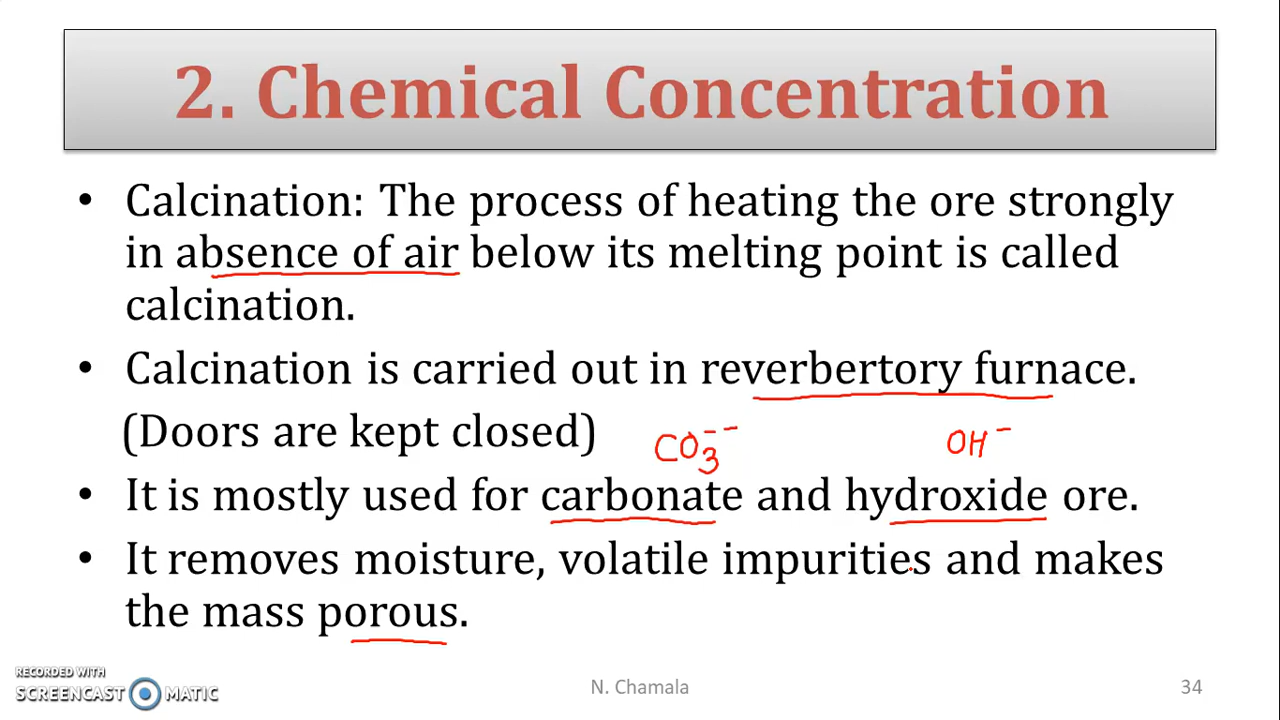 2. Chemical Concentration
• Calcination: The process of heating the ore strongly
in absence of air below its melting point is called
calcination.
• Calcination is carried out in reverbertory furnace.
(Doors are kept closed)
CO3-- OH-
• It is mostly used for carbonate and hydroxide ore.
• It removes moisture, volatile impurities and makes
the mass porous.
RECORDED WITH
SCREENCAST MATIC
N. Chamala
34